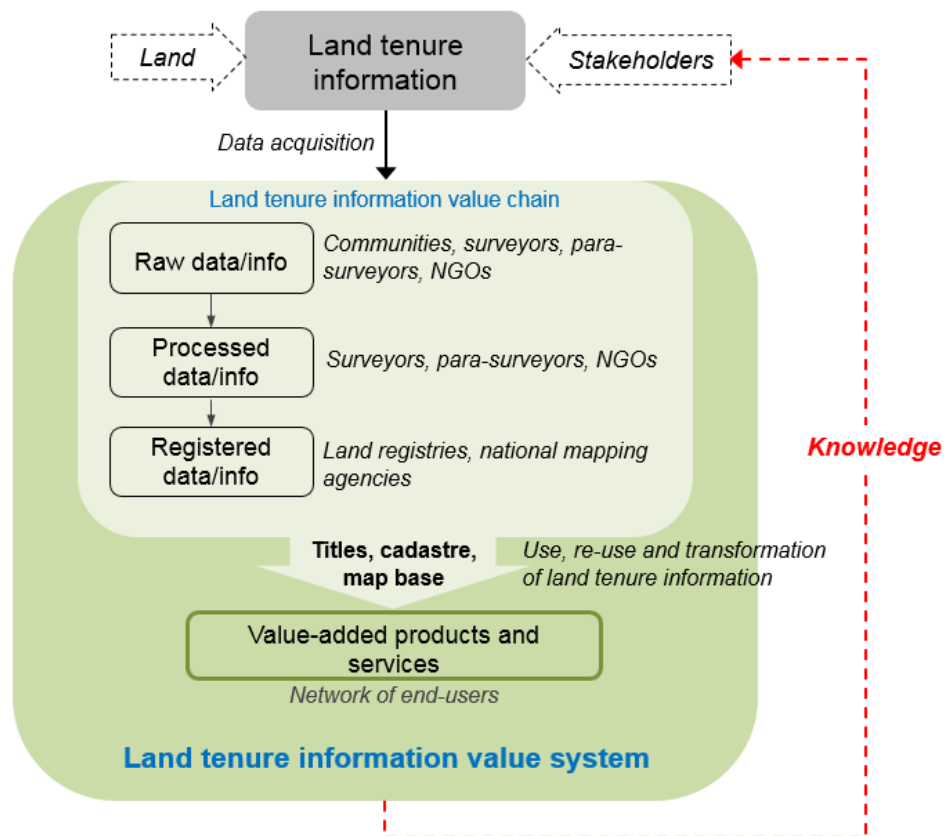 Land
Land tenure
information
Stakeholders
Data acquisition
Land tenure information value chain
Raw data/info
Communities, surveyors, para-
surveyors, NGOs
Processed
data/info
Surveyors, para-surveyors, NGOs
Registered
data/info
Land registries, national mapping
agencies
Knowledge
Titles, cadastre,
map base
Use, re-use and transformation
of land tenure information
Value-added products and
services
Network of end-users
Land tenure information value system